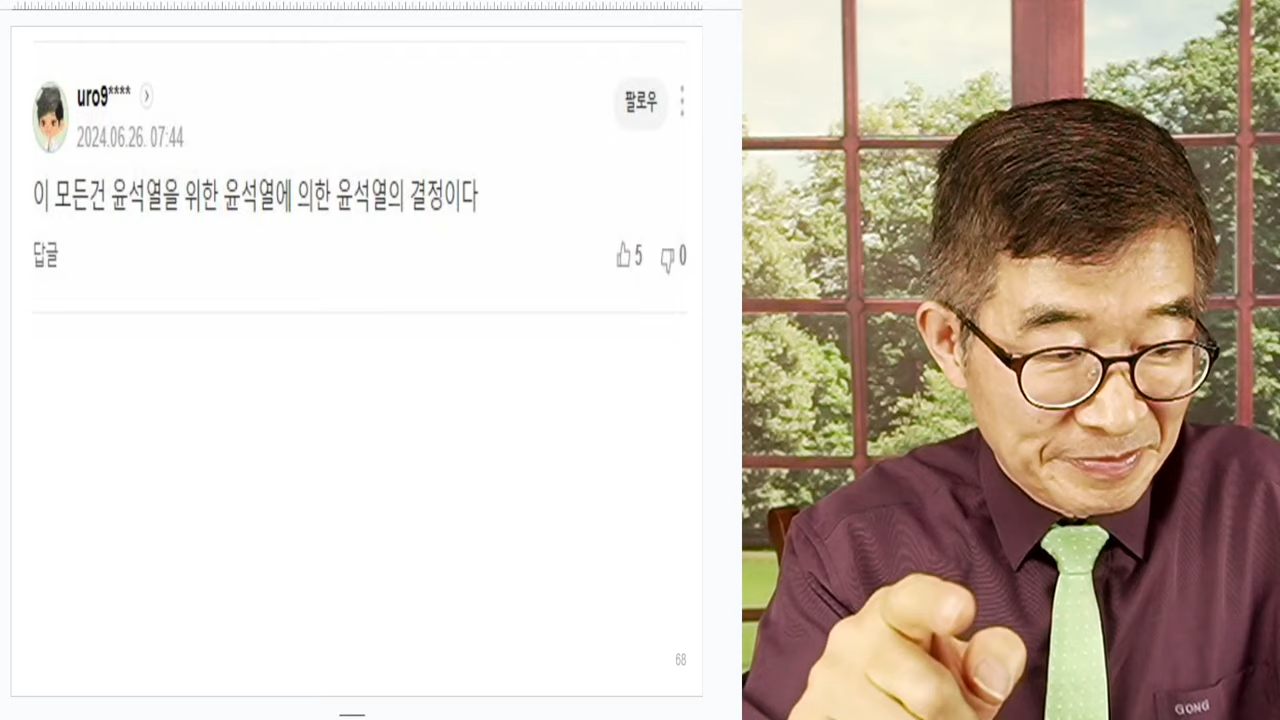 uro9****
팔로우
2024.06.26. 07:44
이 모든건 윤석열을 위한 윤석열에 의한 윤석열의 결정이다
답글
5
0
68
GONG